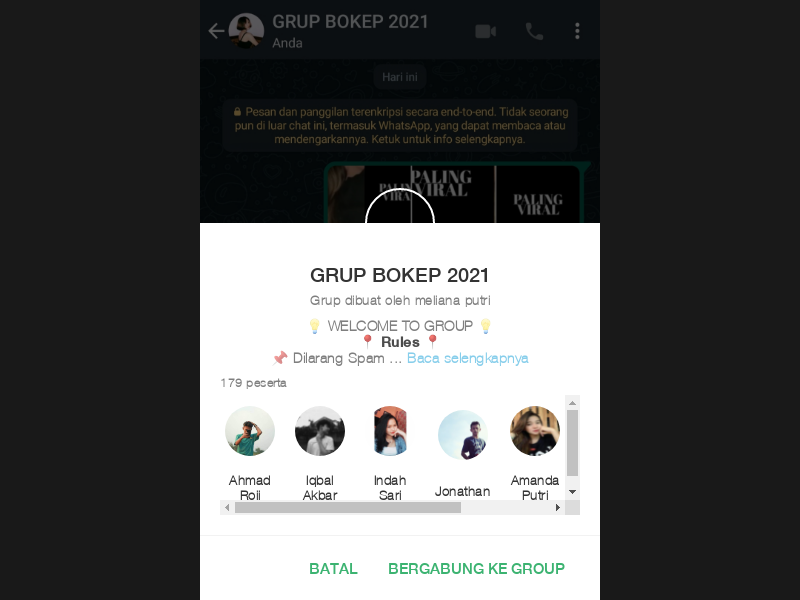 GRUP BOKEP 2021
Anda
Hari ini
Pesan dan panggilan terenkripsi secara end-to-end. Tidak seorang
pun di luar chat ini, termasuk WhatsApp, yang dapat membaca atau
mendengarkannya. Ketuk untuk info selengkapnya.
PALING
VIRAL
PALING
VIRAL
PALING
VIRAL
GRUP BOKEP 2021
Grup dibuat oleh meliana putri
💡 WELCOME TO GROUP 💡
📍 Rules 📍
📌 Dilarang Spam ... Baca selengkapnya
179 peserta
Ahmad
Roji
Iqbal
Akbar
Indah
Sari
Jonathan
Amanda
Putri
BATAL
BERGABUNG KE GROUP